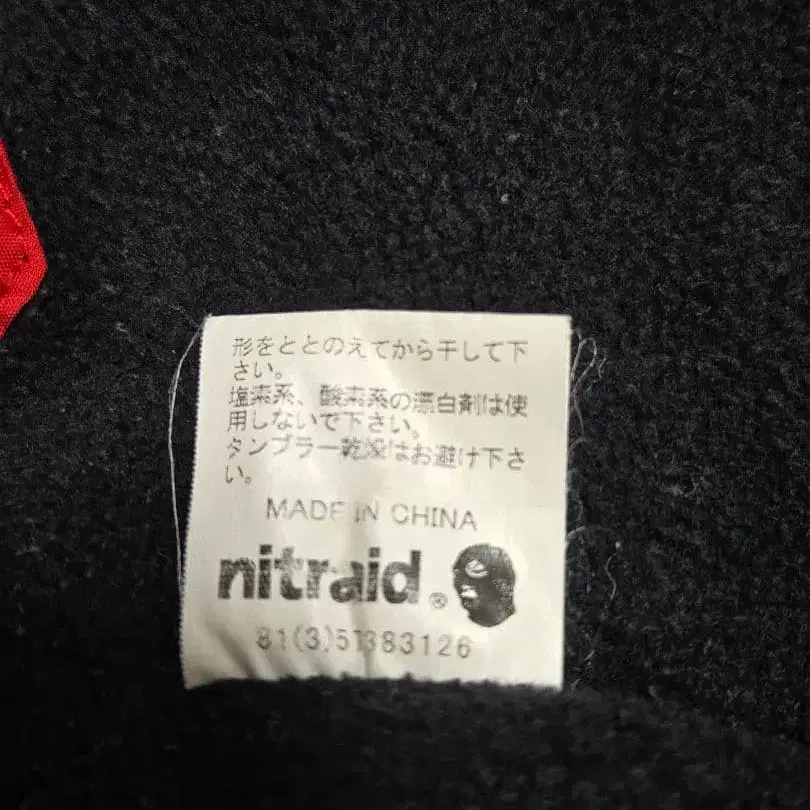 形をととのえてから干して下
さい。
塩素系、酸素系の漂白剤は使
用しないで下さい。
タンブラー乾燥はお避け下さ
い。
MADE IN CHINA
nitraid®
81(3)51383126